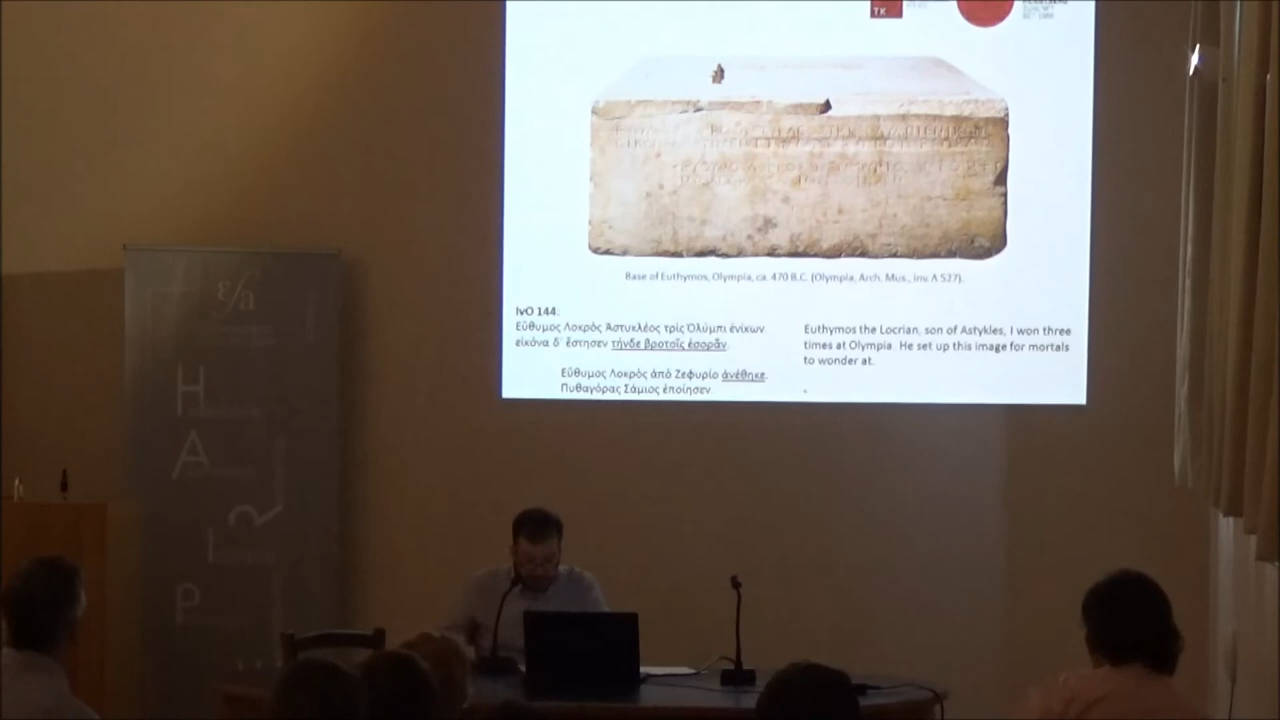 TK
Base of Euthymos, Olympia, ca. 470 B.C. (Olympia, Arch. Mus., inv. Λ 527).
IvO 144.
Εὔθυμος Λοκρὸς Ἀστυκλέος τρὶς Ὀλύμπι ἐνίκων
εἰκόνα δ' ἔστησεν τήνδε βροτοῖς ἐσορᾶν.
Εὔθυμος Λοκρὸς ἀπὸ Ζεφυρίο ἀνέθηκε.
Πυθαγόρας Σάμιος ἐποίησεν.
Euthymos the Locrian, son of Astykles, I won three
times at Olympia. He set up this image for mortals
to wonder at.
ε/a
H
A
P